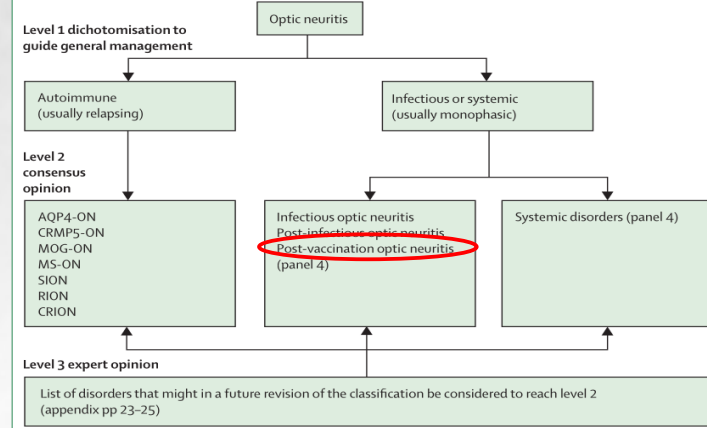 Optic neuritis
Level 1 dichotomisation to
guide general management
Autoimmune
(usually relapsing)
Infectious or systemic
(usually monophasic)
Level 2
consensus
opinion
AQP4-ON
CRMP5-ON
MOG-ON
MS-ON
SION
RION
CRION
Infectious optic neuritis
Post-infectious optic neuritis
Post-vaccination optic neuritis
(panel 4)
Systemic disorders (panel 4)
Level 3 expert opinion
List of disorders that might in a future revision of the classification be considered to reach level 2
(appendix pp 23–25)